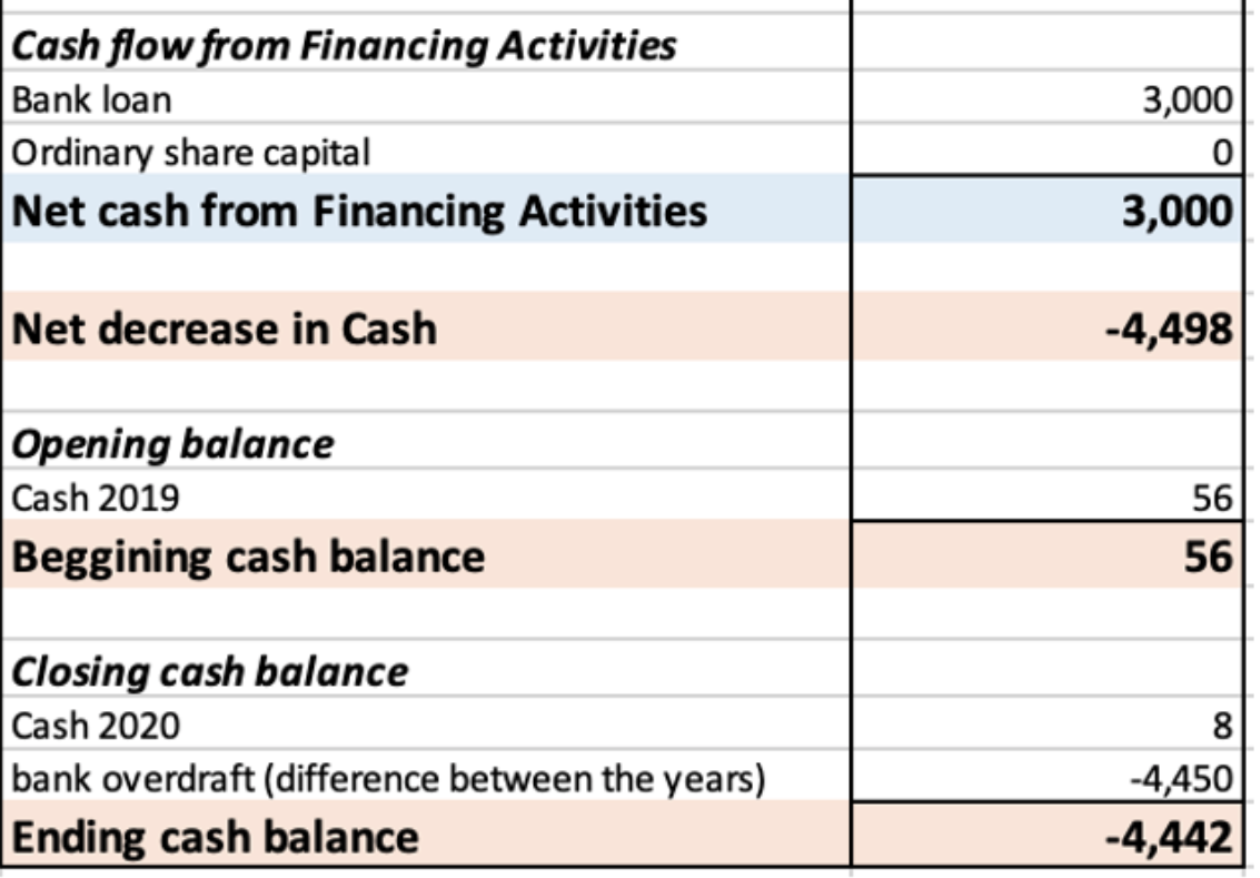 Cash flow from Financing Activities
Bank loan 3,000
Ordinary share capital 0
Net cash from Financing Activities 3,000
Net decrease in Cash -4,498
Opening balance
Cash 2019 56
Beggining cash balance 56
Closing cash balance
Cash 2020 8
bank overdraft (difference between the years) -4,450
Ending cash balance -4,442